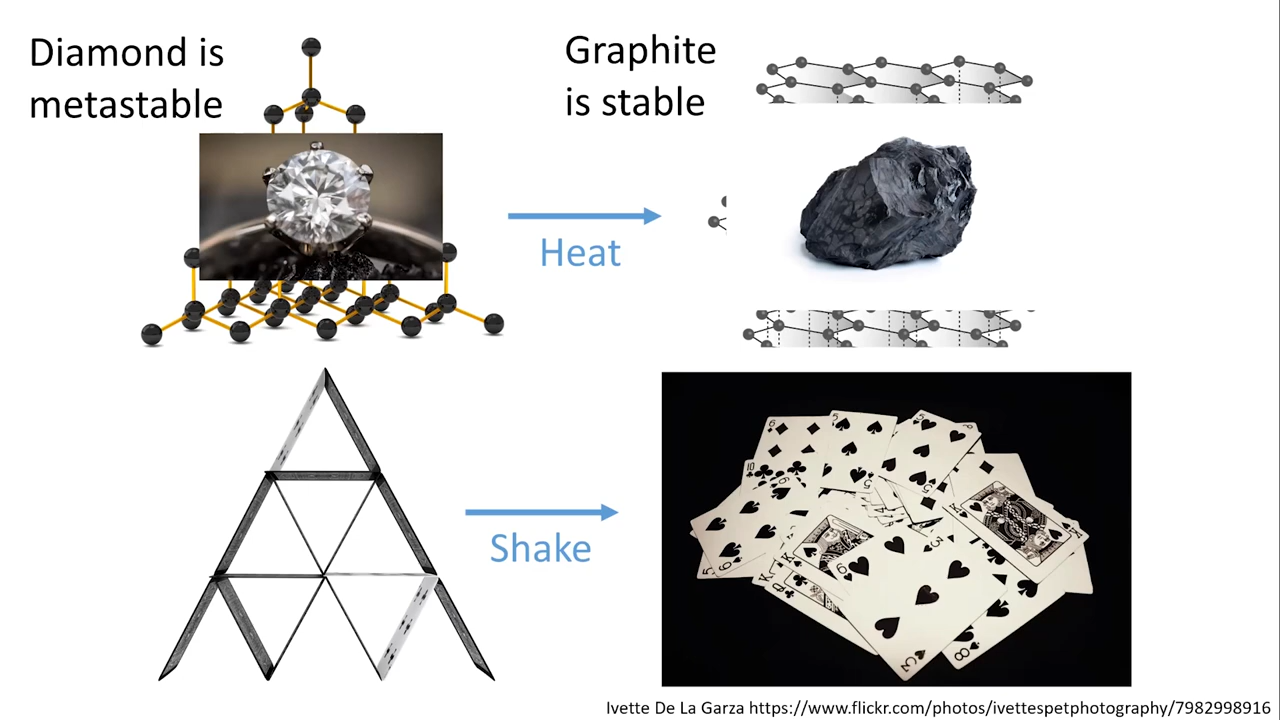 Diamond is
metastable
Graphite
is stable
Heat
Shake
Ivette De La Garza https://www.flickr.com/photos/ivettespetphotography/7982998916